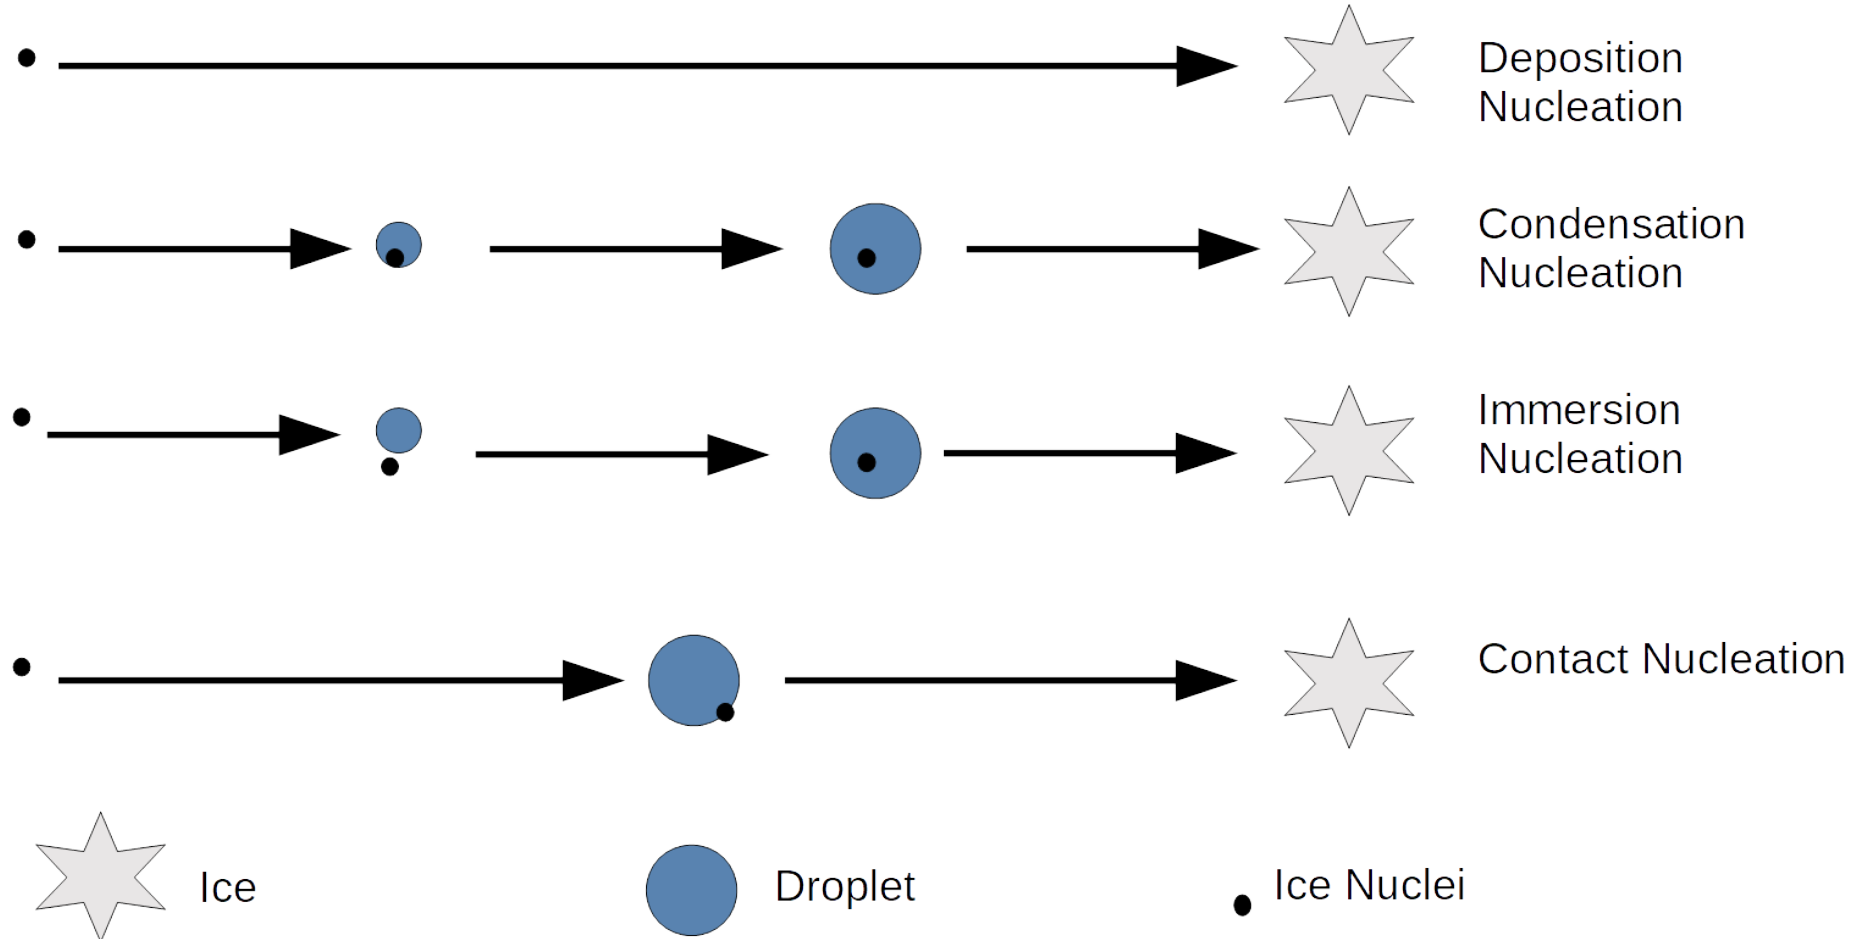 Deposition
Nucleation
Condensation
Nucleation
Immersion
Nucleation
Contact Nucleation
Ice
Droplet
Ice Nuclei